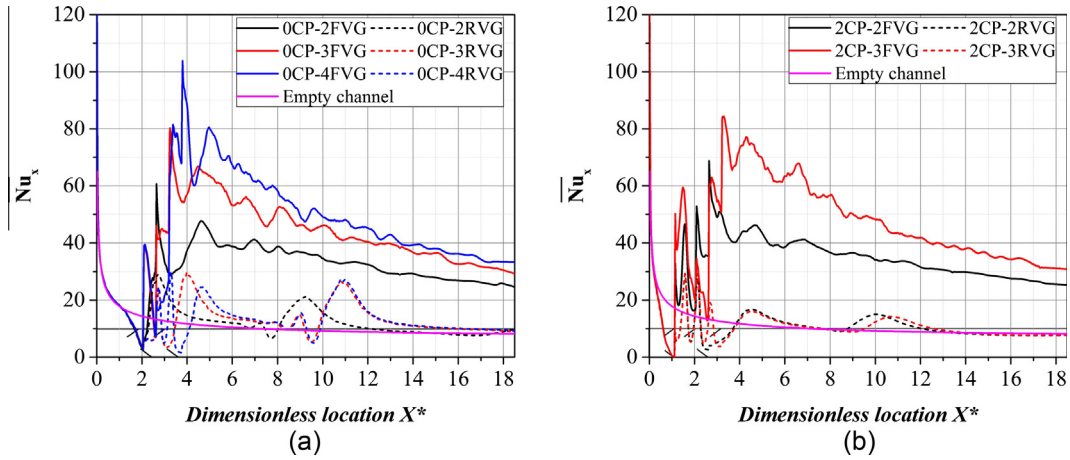 0CP-2FVG 0CP-2RVG
0CP-3FVG 0CP-3RVG
0CP-4FVG 0CP-4RVG
Empty channel
120
100
80
60
40
20
0
Nux
0 2 4 6 8 10 12 14 16 18
Dimensionless location X*
(a)
2CP-2FVG 2CP-2RVG
2CP-3FVG 2CP-3RVG
Empty channel
120
100
80
60
40
20
0
Nux
0 2 4 6 8 10 12 14 16 18
Dimensionless location X*
(b)